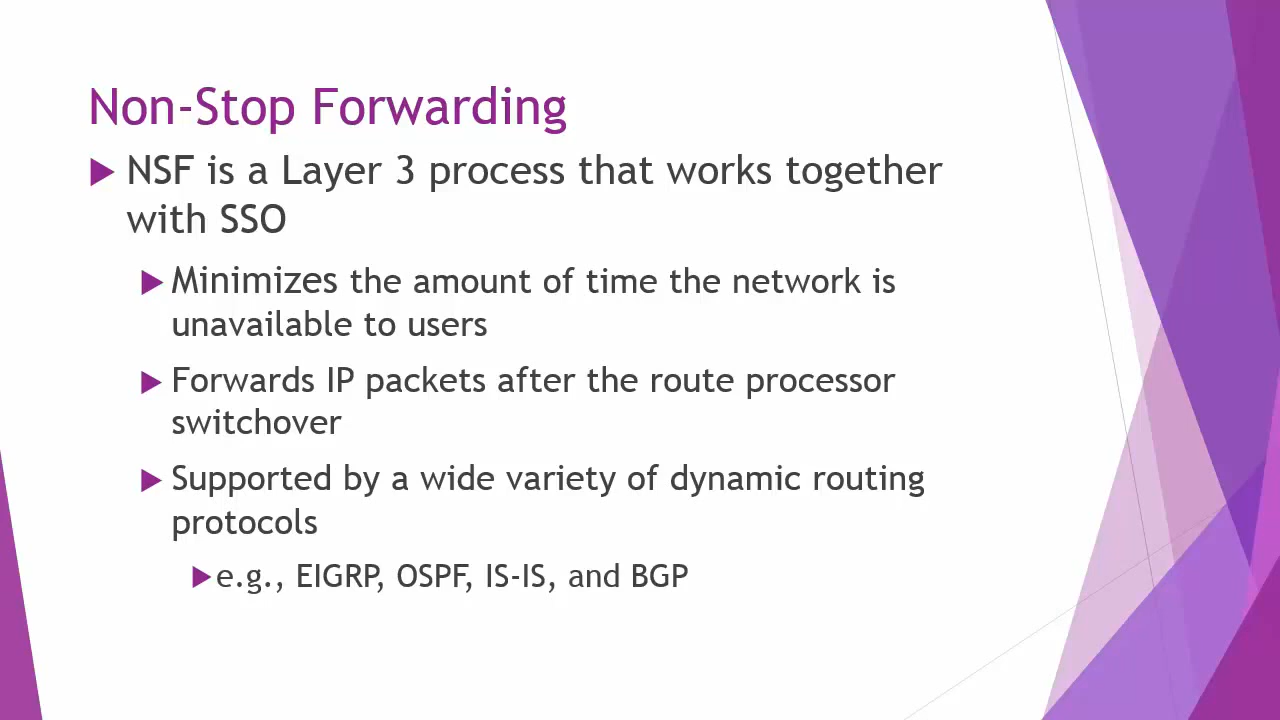 Non-Stop Forwarding
NSF is a Layer 3 process that works together
with SSO
Minimizes the amount of time the network is
unavailable to users
Forwards IP packets after the route processor
switchover
Supported by a wide variety of dynamic routing
protocols
e.g., EIGRP, OSPF, IS-IS, and BGP